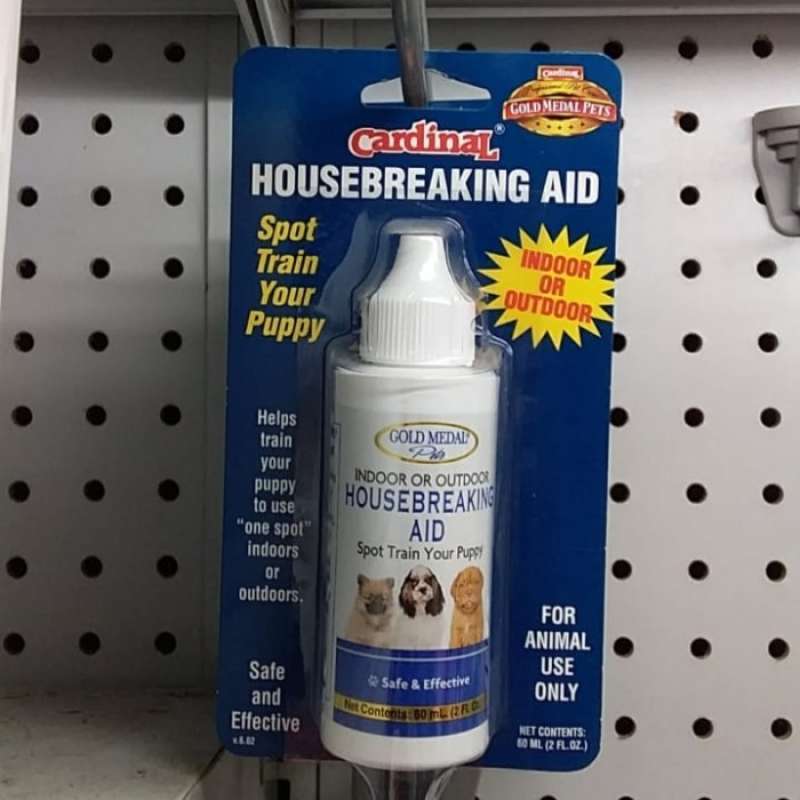 Cardinal
GOLD MEDAL PETS
Cardinal®
HOUSEBREAKING AID
Spot
Train
Your
Puppy
INDOOR
OR
OUTDOOR
Helps
train
your
puppy
to use
"one spot"
indoors
or
outdoors.
Safe
and
Effective
v.6.02
GOLD MEDAL®
Pets
INDOOR OR OUTDOOR
HOUSEBREAKING
AID
Spot Train Your Puppy
Safe & Effective
Net Contents: 60 mL (2 Fl. O
FOR
ANIMAL
USE
ONLY
NET CONTENTS:
60 ML (2 FL.OZ.)